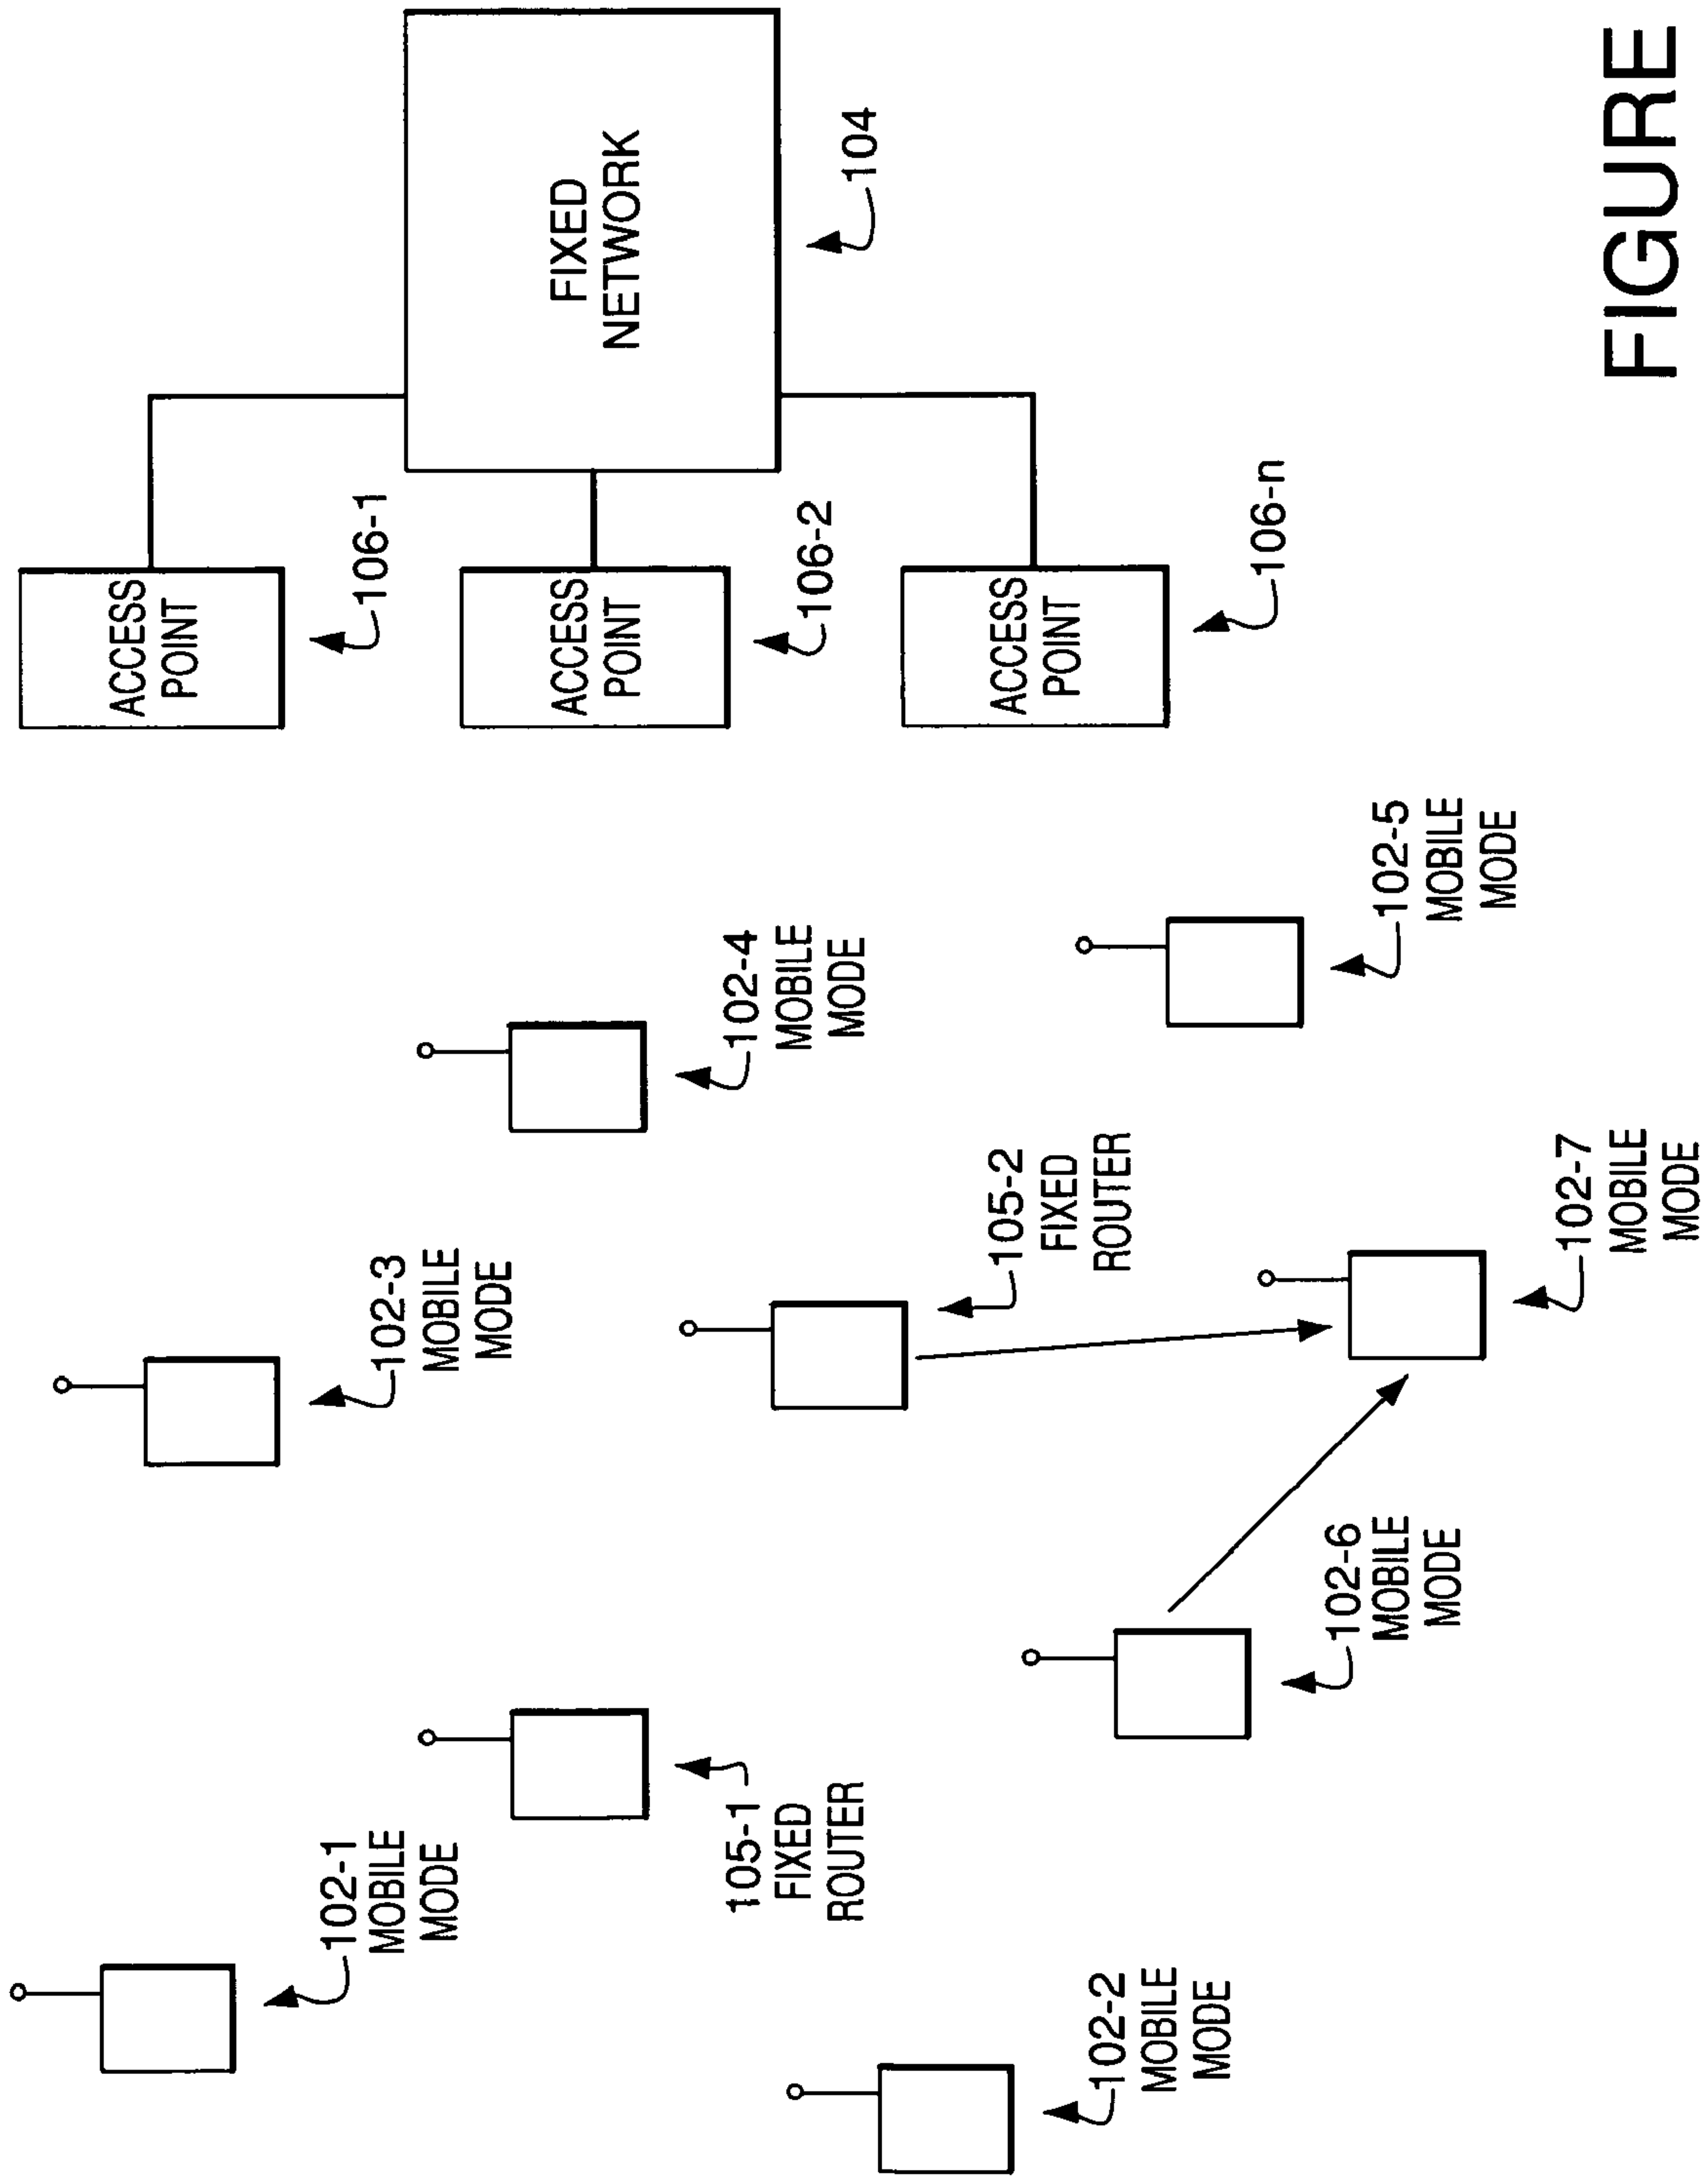 102-1
MOBILE
MODE
102-3
MOBILE
MODE
ACCESS
POINT
106-1
105-1
FIXED
ROUTER
102-4
MOBILE
MODE
ACCESS
POINT
106-2
FIXED
NETWORK
104
102-2
MOBILE
MODE
105-2
FIXED
ROUTER
102-6
MOBILE
MODE
102-7
MOBILE
MODE
102-5
MOBILE
MODE
ACCESS
POINT
106-n
FIGURE